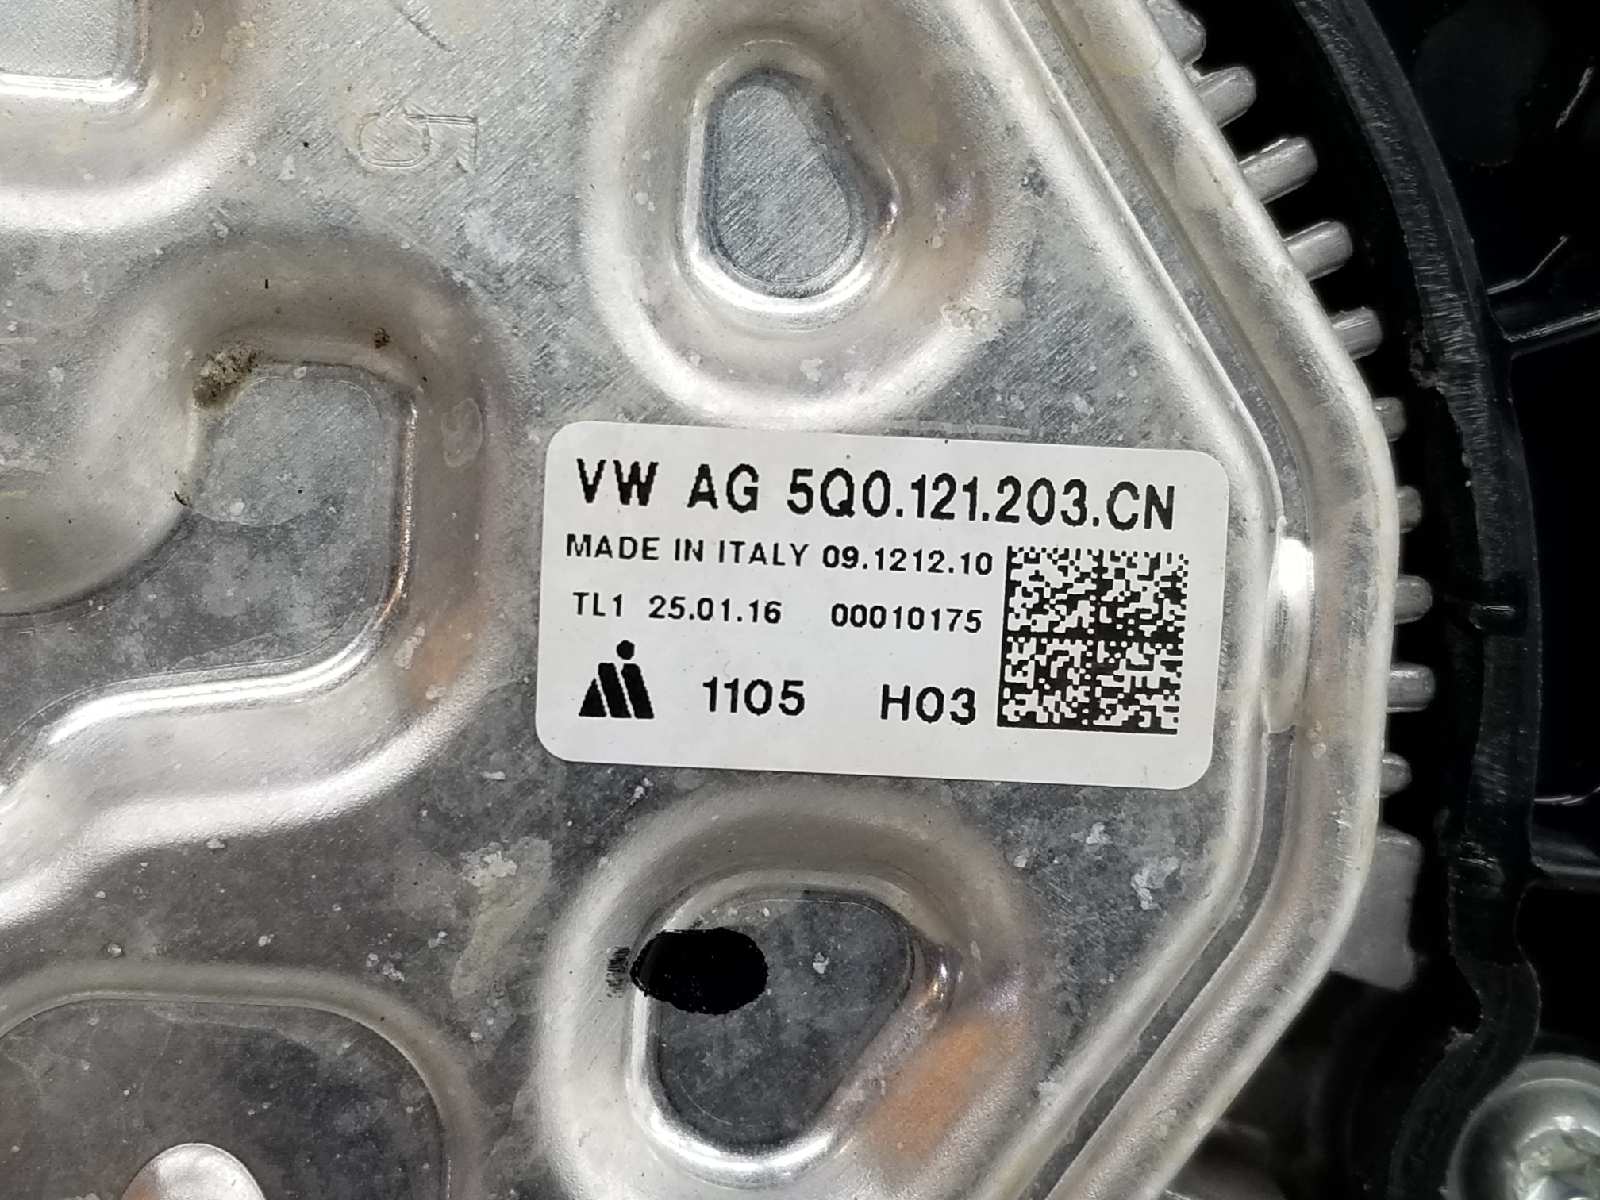 5
VW AG 5Q0.121.203.CN
MADE IN ITALY 09.1212.10
TL1 25.01.16 00010175
1105 H03